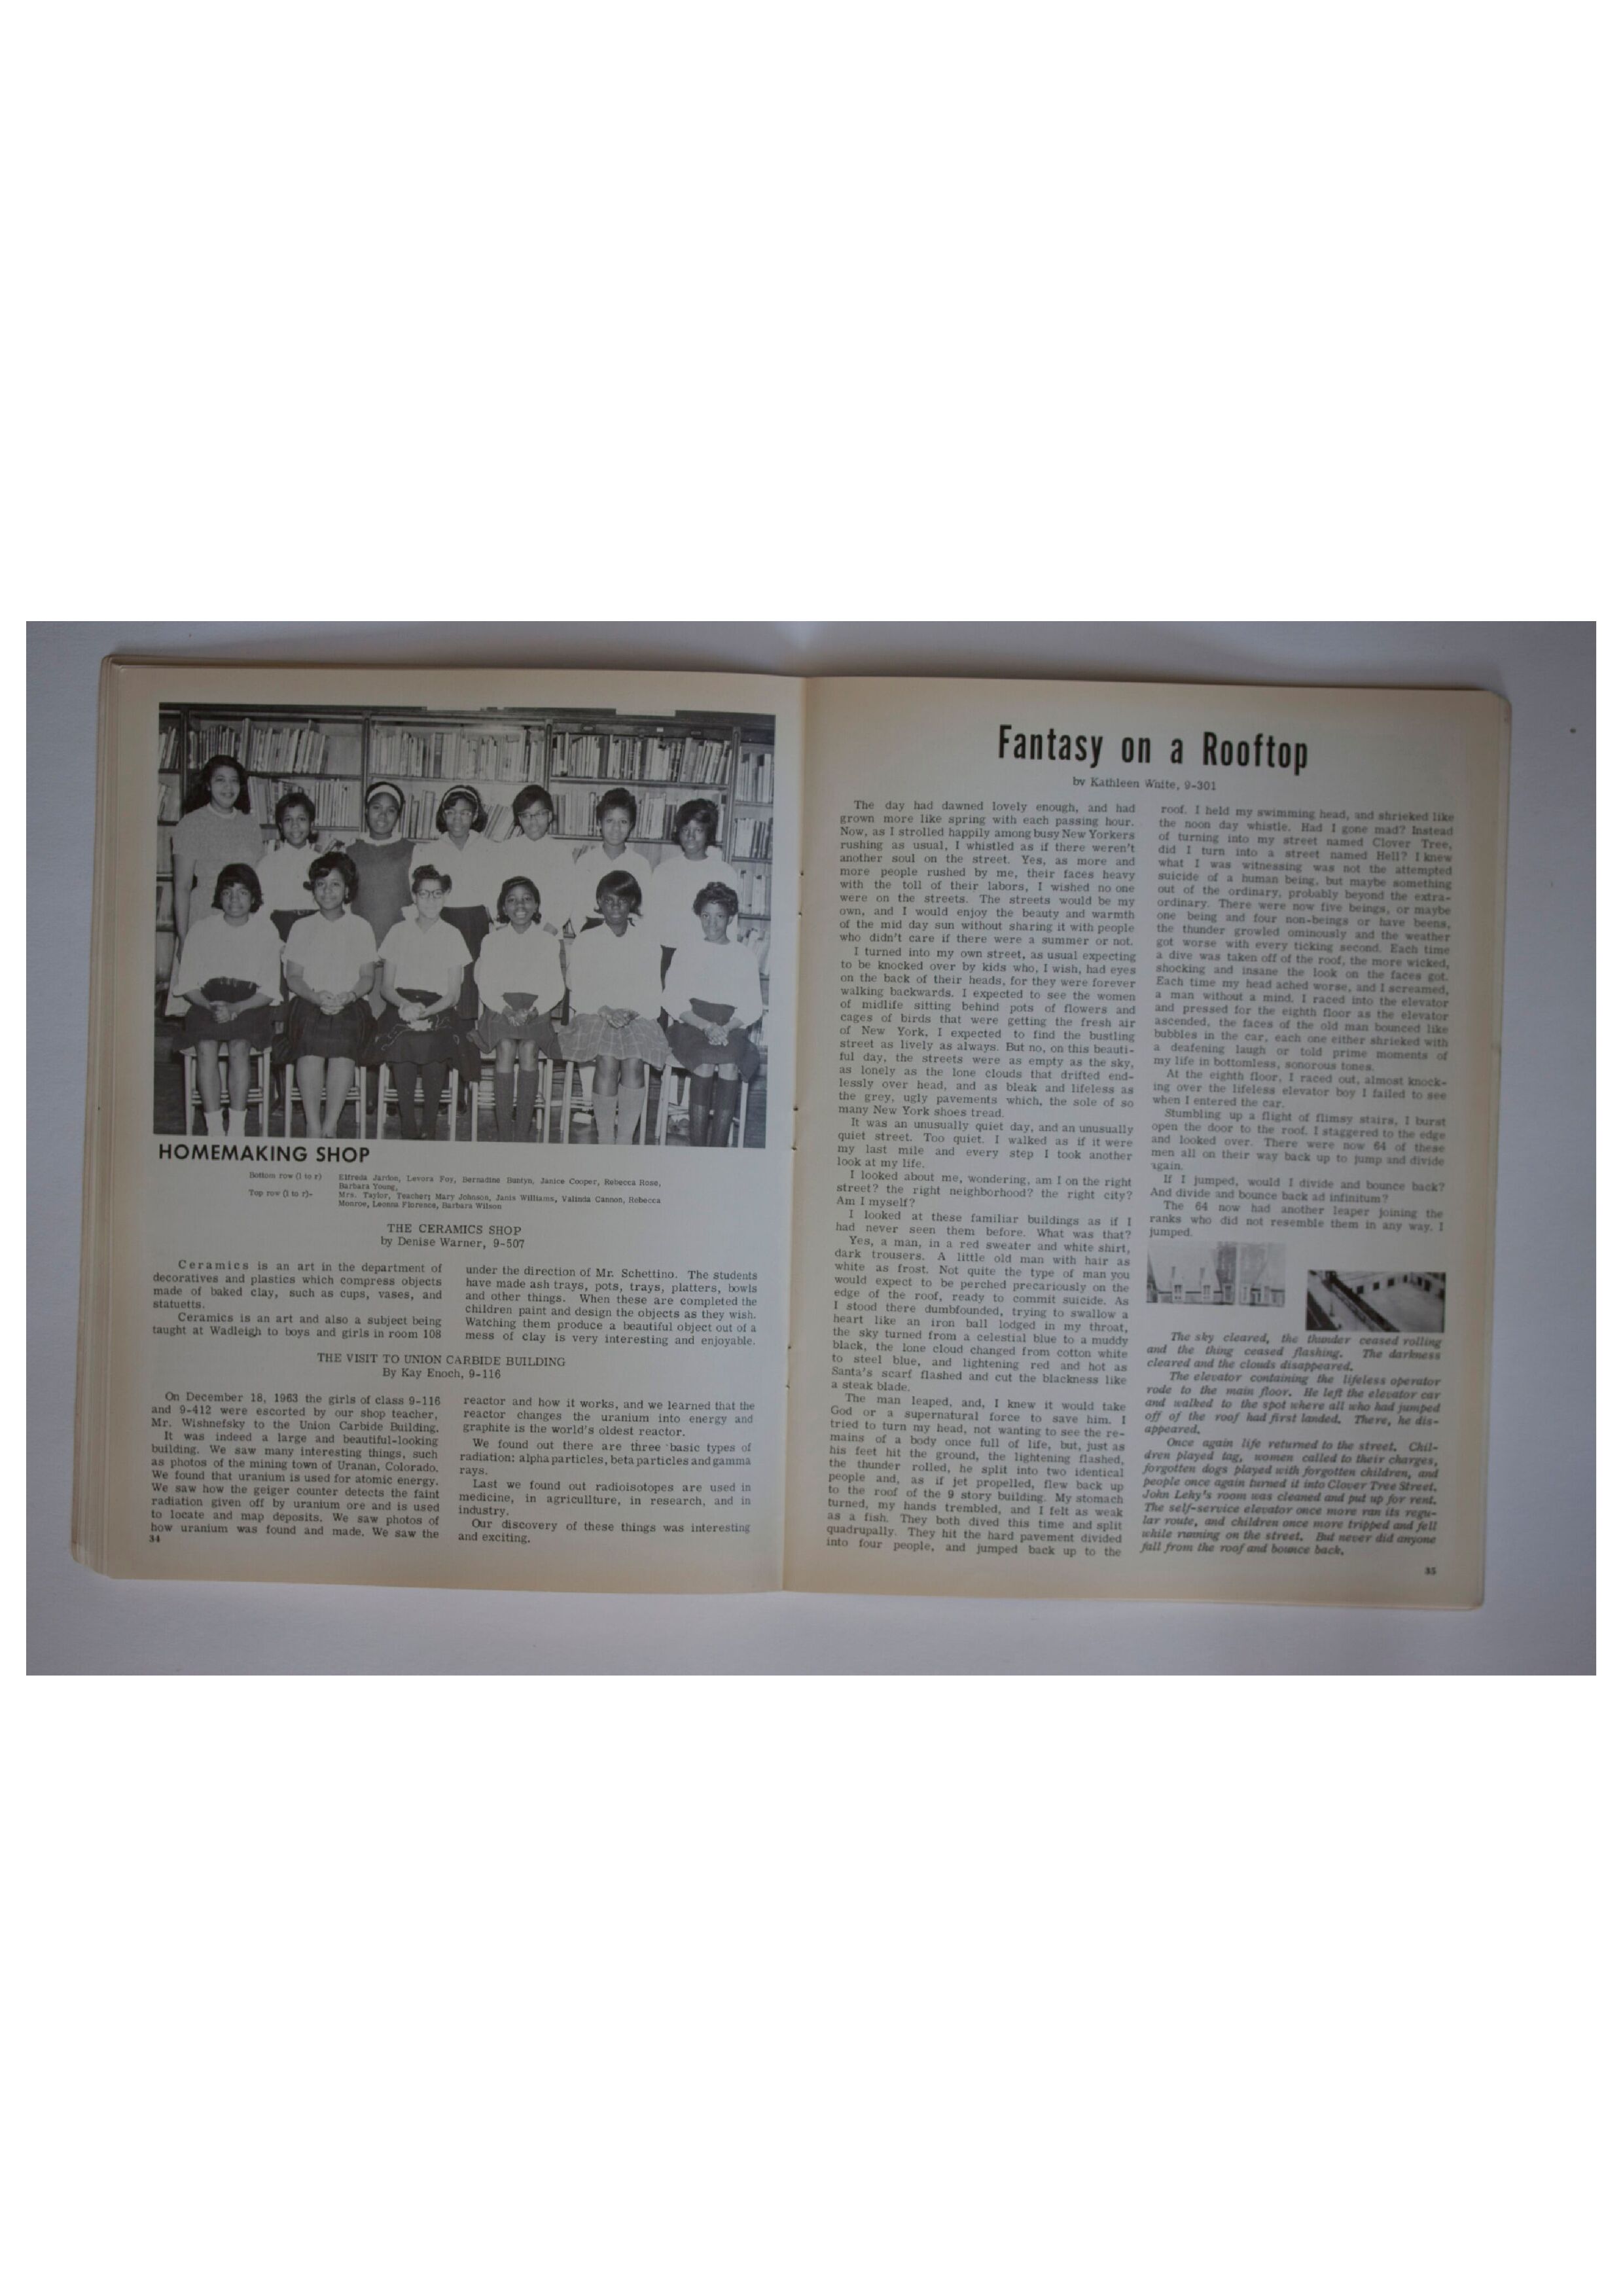 HOMEMAKING SHOP
Bottom row (l to r) Elfreda Jardon, Levora Foy, Bernadine Buntyn, Janice Cooper, Rebecca Rose,
Barbara Young,
Top row (l to r)- Mrs. Taylor, Teacher; Mary Johnson, Janis Williams, Valinda Cannon, Rebecca
Monroe, Leonna Florence, Barbara Wilson
THE CERAMICS SHOP
by Denise Warner, 9-507
Ceramics is an art in the department of
decoratives and plastics which compress objects
made of baked clay, such as cups, vases, and
statuetts.
Ceramics is an art and also a subject being
taught at Wadleigh to boys and girls in room 108
under the direction of Mr. Schettino. The students
have made ash trays, pots, trays, platters, bowls
and other things. When these are completed the
children paint and design the objects as they wish.
Watching them produce a beautiful object out of a
mess of clay is very interesting and enjoyable.
THE VISIT TO UNION CARBIDE BUILDING
By Kay Enoch, 9-116
On December 18, 1963 the girls of class 9-116
and 9-412 were escorted by our shop teacher,
Mr. Wishnefsky to the Union Carbide Building.
It was indeed a large and beautiful-looking
building. We saw many interesting things, such
as photos of the mining town of Uranan, Colorado.
We found that uranium is used for atomic energy.
We saw how the geiger counter detects the faint
radiation given off by uranium ore and is used
to locate and map deposits. We saw photos of
how uranium was found and made. We saw the
reactor and how it works, and we learned that the
reactor changes the uranium into energy and
graphite is the world's oldest reactor.
We found out there are three basic types of
radiation: alpha particles, beta particles and gamma
rays.
Last we found out radioisotopes are used in
medicine, in agricullture, in research, and in
industry.
Our discovery of these things was interesting
and exciting.
34
Fantasy on a Rooftop
by Kathleen Waite, 9-301
The day had dawned lovely enough, and had
grown more like spring with each passing hour.
Now, as I strolled happily among busy New Yorkers
rushing as usual, I whistled as if there weren't
another soul on the street. Yes, as more and
more people rushed by me, their faces heavy
with the toll of their labors, I wished no one
were on the streets. The streets would be my
own, and I would enjoy the beauty and warmth
of the mid day sun without sharing it with people
who didn't care if there were a summer or not.
I turned into my own street, as usual expecting
to be knocked over by kids who, I wish, had eyes
on the back of their heads, for they were forever
walking backwards. I expected to see the women
of midlife sitting behind pots of flowers and
cages of birds that were getting the fresh air
of New York, I expected to find the bustling
street as lively as always. But no, on this beauti-
ful day, the streets were as empty as the sky,
as lonely as the lone clouds that drifted end-
lessly over head, and as bleak and lifeless as
the grey, ugly pavements which, the sole of so
many New York shoes tread.
It was an unusually quiet day, and an unusually
quiet street. Too quiet. I walked as if it were
my last mile and every step I took another
look at my life.
I looked about me, wondering, am I on the right
street? the right neighborhood? the right city?
Am I myself?
I looked at these familiar buildings as if I
had never seen them before. What was that?
Yes, a man, in a red sweater and white shirt,
dark trousers. A little old man with hair as
white as frost. Not quite the type of man you
would expect to be perched precariously on the
edge of the roof, ready to commit suicide. As
I stood there dumbfounded, trying to swallow a
heart like an iron ball lodged in my throat,
the sky turned from a celestial blue to a muddy
black, the lone cloud changed from cotton white
to steel blue, and lightening red and hot as
Santa's scarf flashed and cut the blackness like
a steak blade.
The man leaped, and, I knew it would take
God or a supernatural force to save him. I
tried to turn my head, not wanting to see the re-
mains of a body once full of life, but, just as
his feet hit the ground, the lightening flashed,
the thunder rolled, he split into two identical
people and, as if jet propelled, flew back up
to the roof of the 9 story building. My stomach
turned, my hands trembled, and I felt as weak
as a fish. They both dived this time and split
quadrupally. They hit the hard pavement divided
into four people, and jumped back up to the
roof. I held my swimming head, and shrieked like
the noon day whistle. Had I gone mad? Instead
of turning into my street named Clover Tree,
did I turn into a street named Hell? I knew
what I was witnessing was not the attempted
suicide of a human being, but maybe something
out of the ordinary, probably beyond the extra-
ordinary. There were now five beings, or maybe
one being and four non-beings or have beens,
the thunder growled ominously and the weather
got worse with every ticking second. Each time
a dive was taken off of the roof, the more wicked,
shocking and insane the look on the faces got.
Each time my head ached worse, and I screamed,
a man without a mind. I raced into the elevator
and pressed for the eighth floor as the elevator
ascended, the faces of the old man bounced like
bubbles in the car, each one either shrieked with
a deafening laugh or told prime moments of
my life in bottomless, sonorous tones.
At the eighth floor, I raced out, almost knock-
ing over the lifeless elevator boy I failed to see
when I entered the car.
Stumbling up a flight of flimsy stairs, I burst
open the door to the roof. I staggered to the edge
and looked over. There were now 64 of these
men all on their way back up to jump and divide
again.
If I jumped, would I divide and bounce back?
And divide and bounce back ad infinitum?
The 64 now had another leaper joining the
ranks who did not resemble them in any way. I
jumped.
The sky cleared, the thunder ceased rolling
and the thing ceased flashing. The darkness
cleared and the clouds disappeared.
The elevator containing the lifeless operator
rode to the main floor. He left the elevator car
and walked to the spot where all who had jumped
off of the roof had first landed. There, he dis-
appeared.
Once again life returned to the street. Chil-
dren played tag, women called to their charges,
forgotten dogs played with forgotten children, and
people once again turned it into Clover Tree Street.
John Lehy's room was cleaned and put up for rent.
The self-service elevator once more ran its regu-
lar route, and children once more tripped and fell
while running on the street. But never did anyone
fall from the roof and bounce back.
35